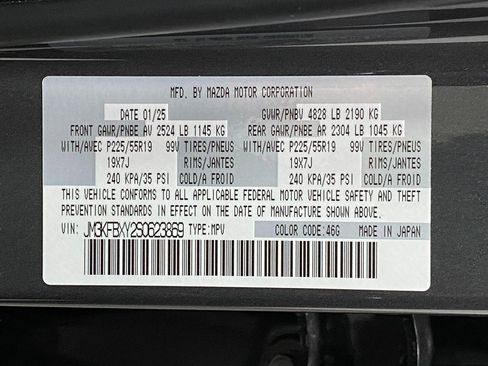 MFD. BY MAZDA MOTOR CORPORATION
DATE 01/25 GVWR/PNBV 4828 LB 2190 KG
FRONT GAWR/PNBE AV 2524 LB 1145 KG REAR GAWR/PNBE AR 2304 LB 1045 KG
WITH/AVEC P225/55R19 99V TIRES/PNEUS WITH/AVEC P225/55R19 99V TIRES/PNEUS
19X7J RIMS/JANTES 19X7J RIMS/JANTES
240 KPA/35 PSI COLD/A FROID 240 KPA/35 PSI COLD/A FROID
THIS VEHICLE CONFORMS TO ALL APPLICABLE FEDERAL MOTOR VEHICLE SAFETY AND THEFT
PREVENTION STANDARDS IN EFFECT ON THE DATE OF MANUFACTURE SHOWN ABOVE.
VIN: JM3KFBXY2S0623869 TYPE:MPV COLOR CODE:46G MADE IN JAPAN